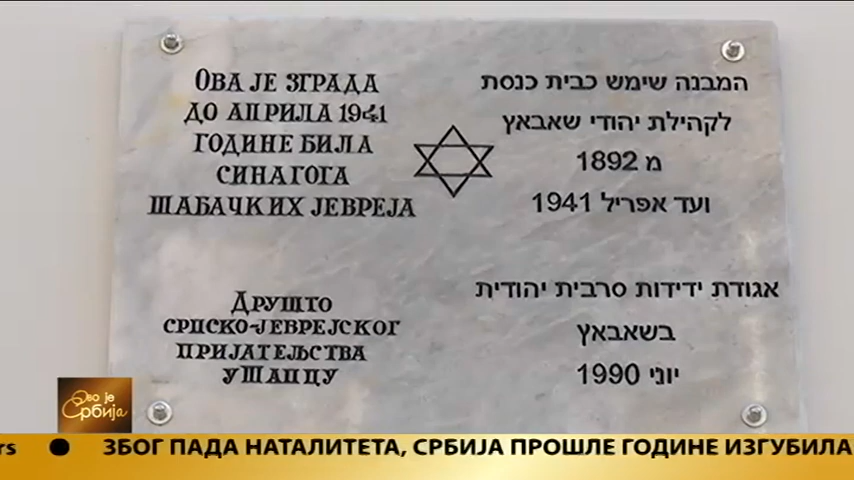 ОВА ЈЕ ЗГРАДА
ДО АПРИЛА 1941
ГОДИНЕ БИЛА
СИНАГОГА
ШАБАЧКИХ ЈЕВРЕЈА
ДРУШТО
СРПСКО-ЈЕВРЕЈСКОГ
ПРИЈАТЕЉСТВА
У ШАПЦУ
המבנה שימש כבית כנסת
לקהילת יהודי שאבאץ
מ 1892
ועד אפריל 1941
אגודת ידידות סרבית יהודית
בשאבאץ
יוני 1990
Ово је
Србија
rs ● ЗБОГ ПАДА НАТАЛИТЕТА, СРБИЈА ПРОШЛЕ ГОДИНЕ ИЗГУБИЛА